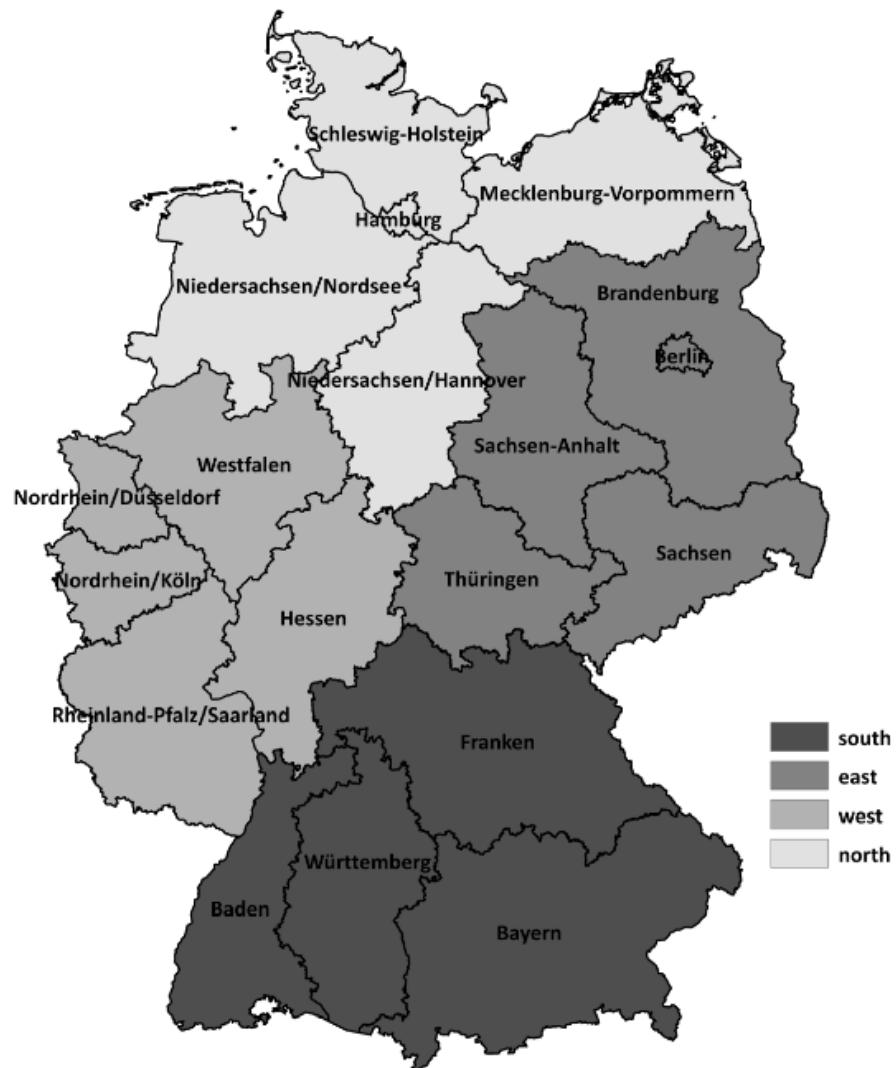 Schleswig-Holstein
Mecklenburg-Vorpommern
Hamburg
Niedersachsen/Nordsee
Brandenburg
Berlin
Niedersachsen/Hannover
Sachsen-Anhalt
Westfalen
Nordrhein/Düsseldorf
Sachsen
Nordrhein/Köln
Thüringen
Hessen
Rheinland-Pfalz/Saarland
Franken
Württemberg
Baden
Bayern
south
east
west
north